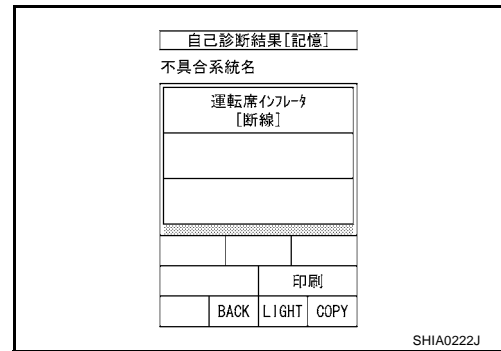 自己診断結果[記憶]
不具合系統名
運転席ｲﾝﾌﾚｰﾀ
[断線]
印刷
BACK LIGHT COPY
SHIA0222J